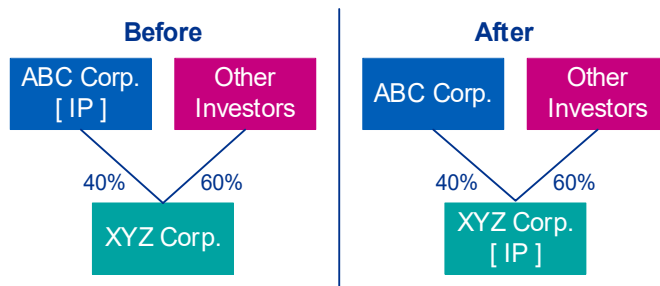 Before
ABC Corp.
[ IP ]
Other
Investors
40%
60%
XYZ Corp.
After
ABC Corp.
Other
Investors
40%
60%
XYZ Corp.
[ IP ]